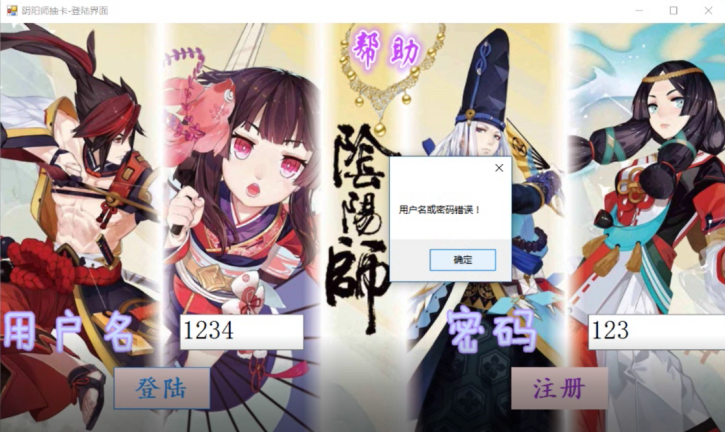 阴阳师抽卡-登陆界面
帮助
陰陽師
用户名或密码错误！
确定
用户名
1234
密码
123
登陆
注册